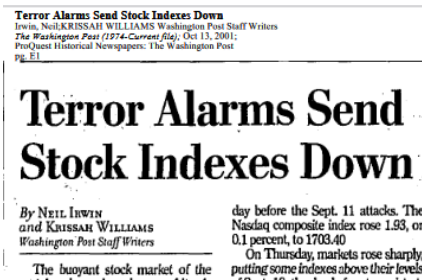 Terror Alarms Send Stock Indexes Down
Irwin, Neil;KRISSAH WILLIAMS Washington Post Staff Writers
The Washington Post (1974-Current file); Oct 13, 2001;
ProQuest Historical Newspapers: The Washington Post
pg. E1
Terror Alarms Send
Stock Indexes Down
By NEIL IRWIN
and KRISSAH WILLIAMS
Washington Post Staff Writers
The buoyant stock market of the
day before the Sept. 11 attacks. The
Nasdaq composite index rose 1.93, or
0.1 percent, to 1703.40
On Thursday, markets rose sharply,
putting some indexes above their levels